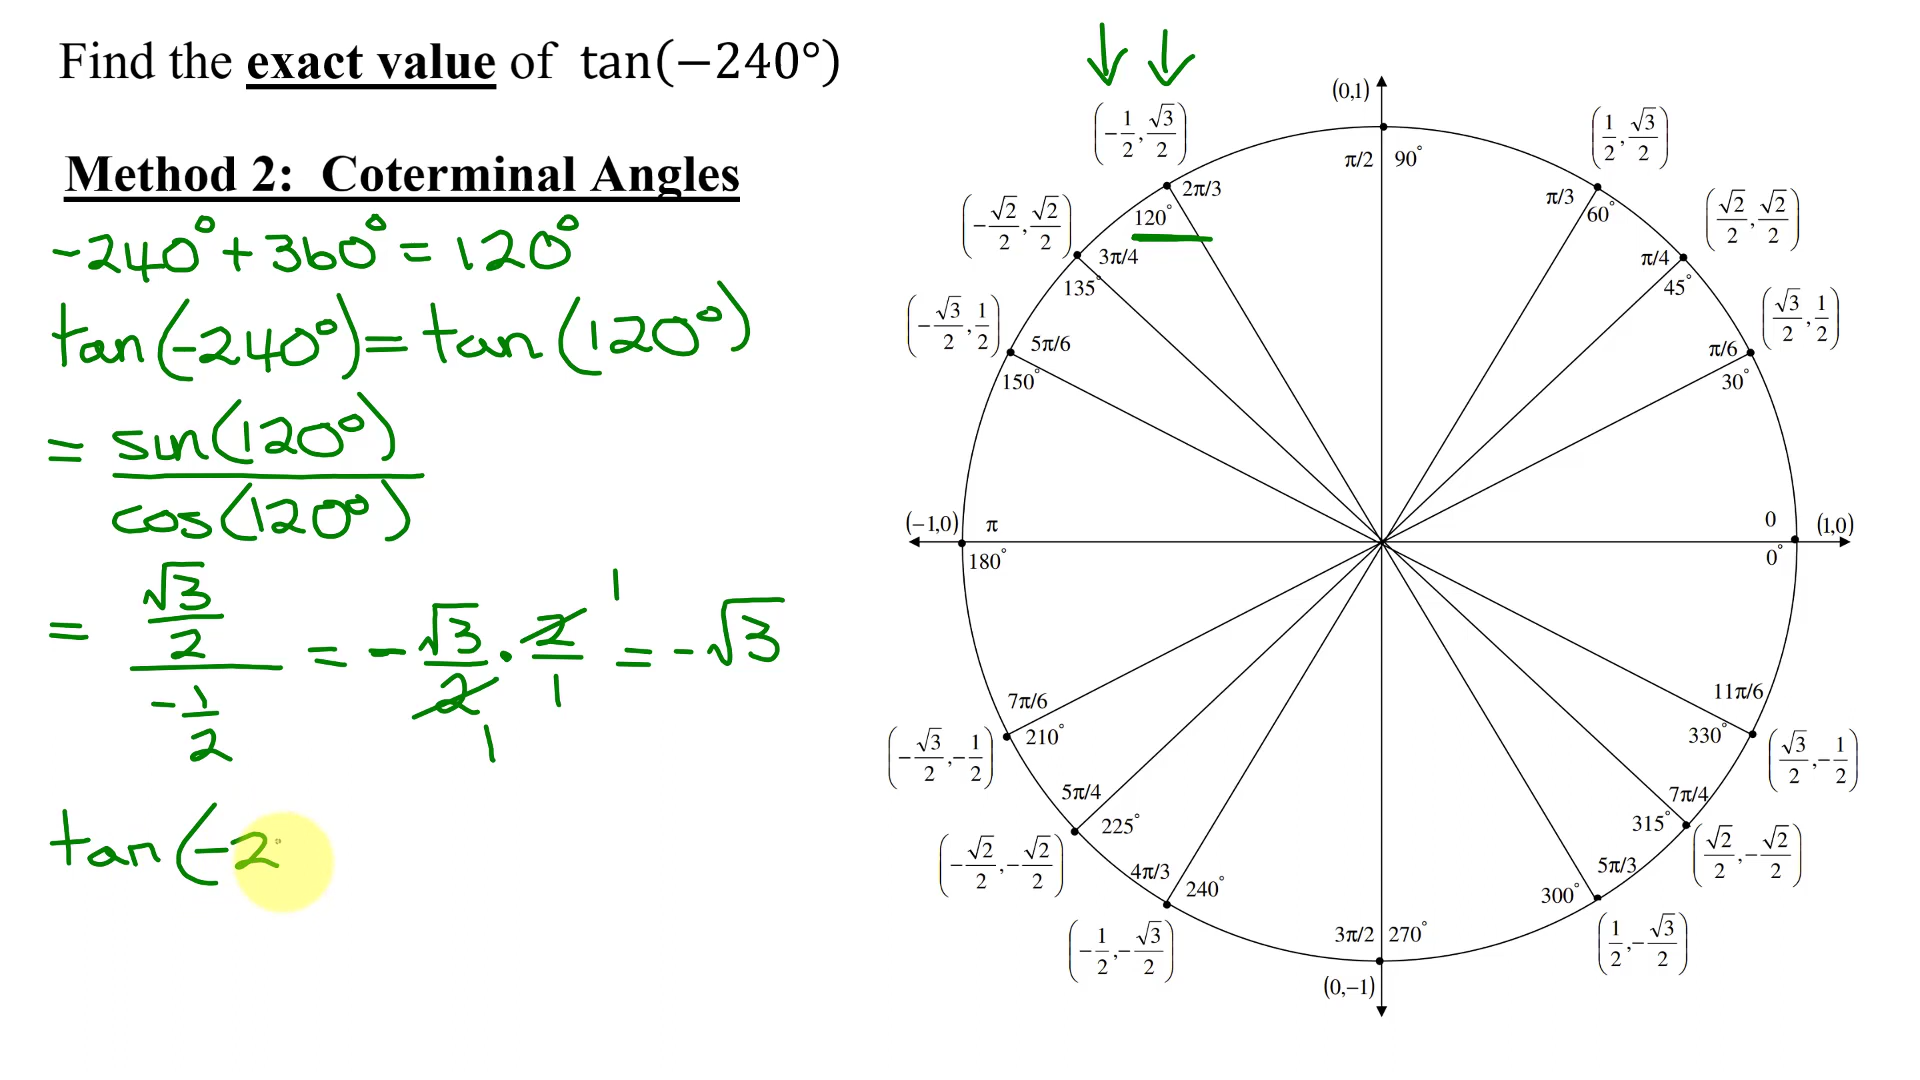 Find the exact value of tan(−240°)
Method 2: Coterminal Angles
-240° + 360° = 120°
tan(-240°) = tan(120°)
= sin(120°) / cos(120°)
= (√3/2) / (-1/2) = - √3/2 · 2/1 = -√3
1
1
tan(-2
(0,1)
π/2 90°
(1/2, √3/2)
π/3 60°
(√2/2, √2/2)
π/4 45°
(√3/2, 1/2)
π/6 30°
0 (1,0)
0°
(−1/2, √3/2)
2π/3 120°
(−√2/2, √2/2)
3π/4 135°
(−√3/2, 1/2)
5π/6 150°
(−1,0) π
180°
7π/6 210°
(−√3/2, −1/2)
5π/4 225°
(−√2/2, −√2/2)
4π/3 240°
(−1/2, −√3/2)
3π/2 270°
(0,−1)
5π/3 300°
(1/2, −√3/2)
7π/4 315°
(√2/2, −√2/2)
11π/6 330°
(√3/2, −1/2)